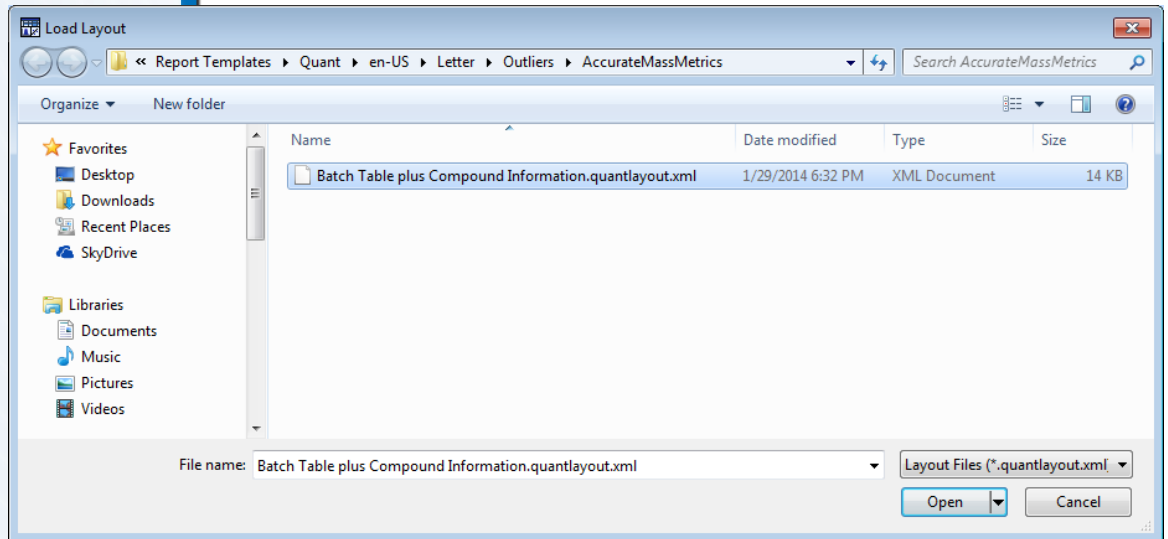 Load Layout
« Report Templates ▸ Quant ▸ en-US ▸ Letter ▸ Outliers ▸ AccurateMassMetrics
Search AccurateMassMetrics
Organize
New folder
Favorites
Desktop
Downloads
Recent Places
SkyDrive
Libraries
Documents
Music
Pictures
Videos
Name Date modified Type Size
Batch Table plus Compound Information.quantlayout.xml 1/29/2014 6:32 PM XML Document 14 KB
File name: Batch Table plus Compound Information.quantlayout.xml
Layout Files (*.quantlayout.xml
Open
Cancel